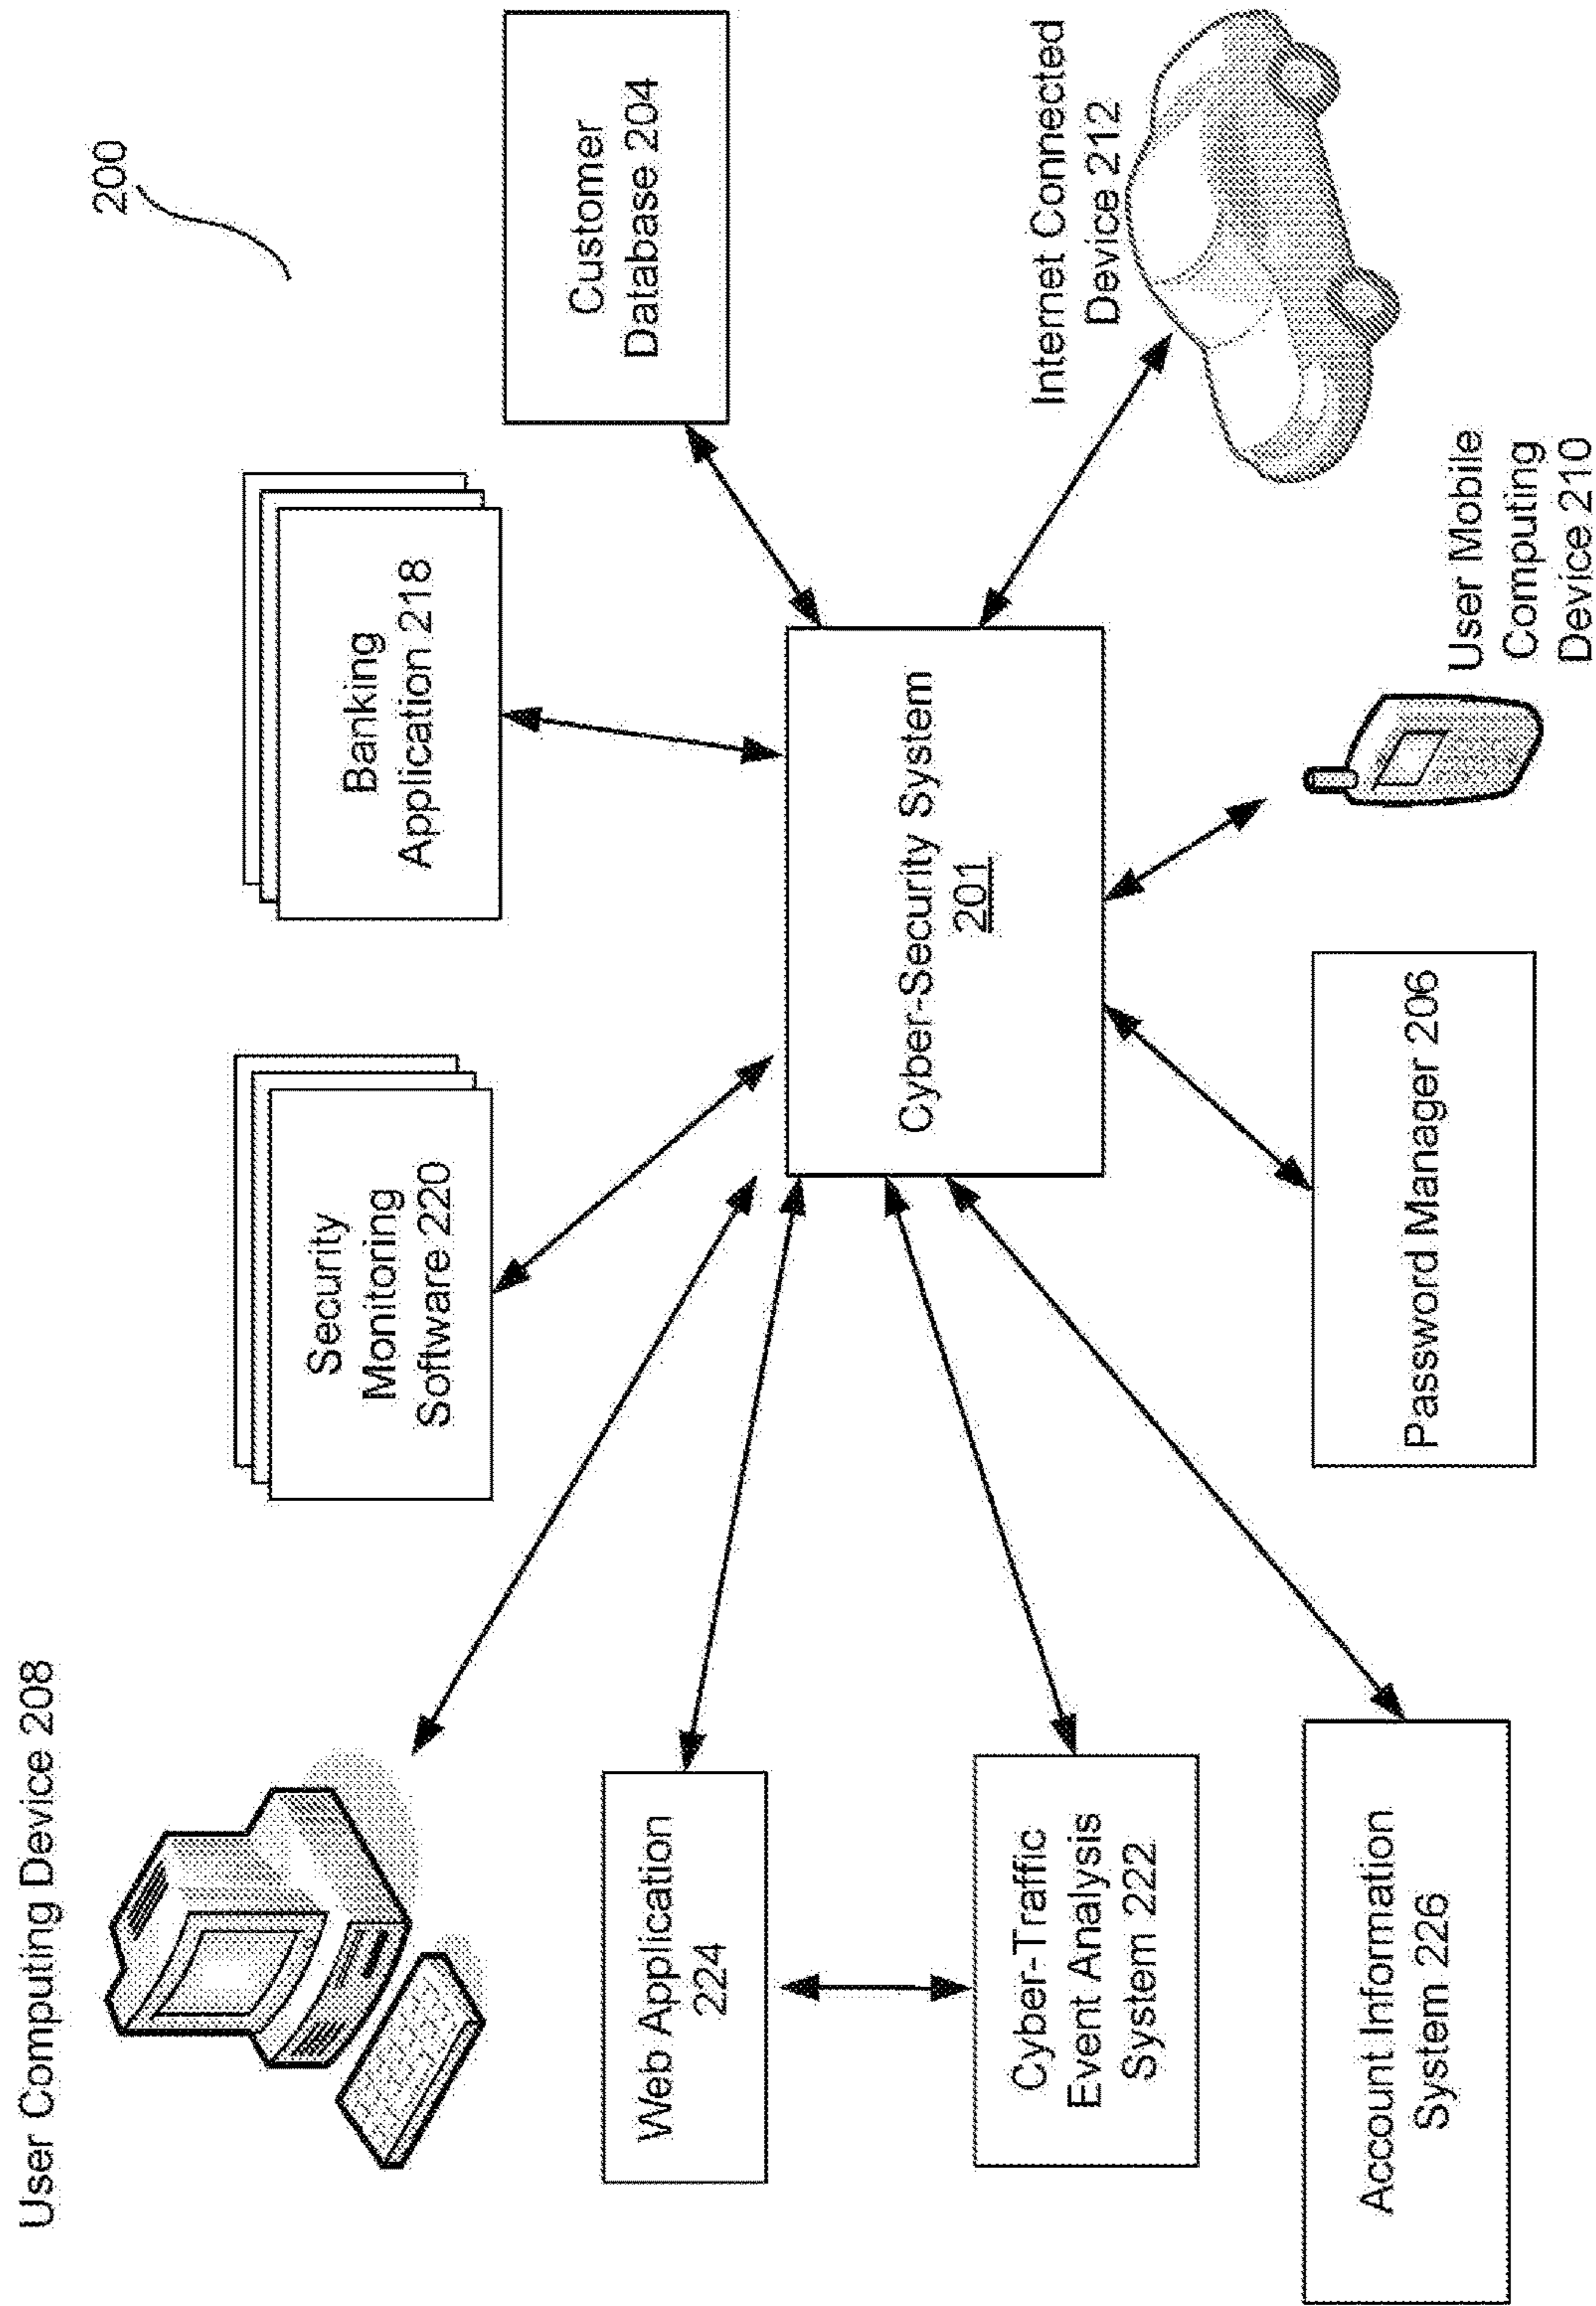 200
User Computing Device 208
Security
Monitoring
Software 220
Banking
Application 218
Customer
Database 204
Web Application
224
Cyber-Security System
201
Internet Connected
Device 212
Cyber-Traffic
Event Analysis
System 222
Account Information
System 226
Password Manager 206
User Mobile
Computing
Device 210